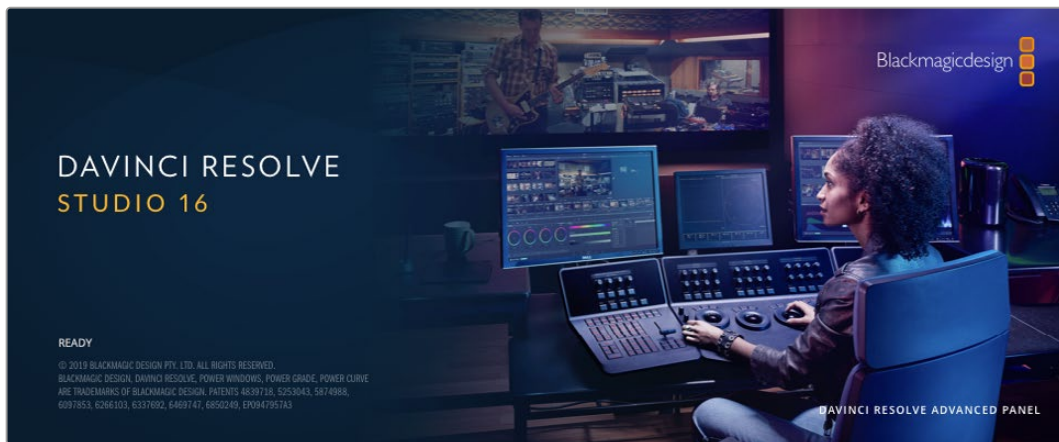 Blackmagicdesign
DAVINCI RESOLVE
STUDIO 16
READY
© 2019 BLACKMAGIC DESIGN PTY. LTD. ALL RIGHTS RESERVED.
BLACKMAGIC DESIGN, DAVINCI RESOLVE, POWER WINDOWS, POWER GRADE, POWER CURVE
ARE TRADEMARKS OF BLACKMAGIC DESIGN. PATENTS 4839718, 5253043, 5874988,
6097853, 6266103, 6337692, 6469747, 6850249, EP0947957A3
DAVINCI RESOLVE ADVANCED PANEL